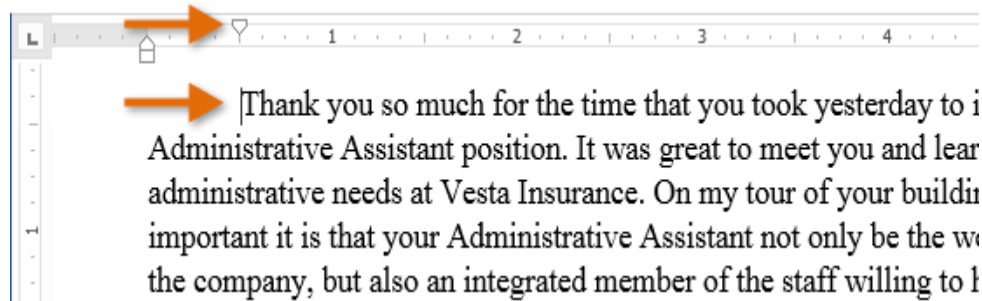 L 1 2 3 4
Thank you so much for the time that you took yesterday to i
Administrative Assistant position. It was great to meet you and lear
administrative needs at Vesta Insurance. On my tour of your buildin
1 important it is that your Administrative Assistant not only be the w
the company, but also an integrated member of the staff willing to h